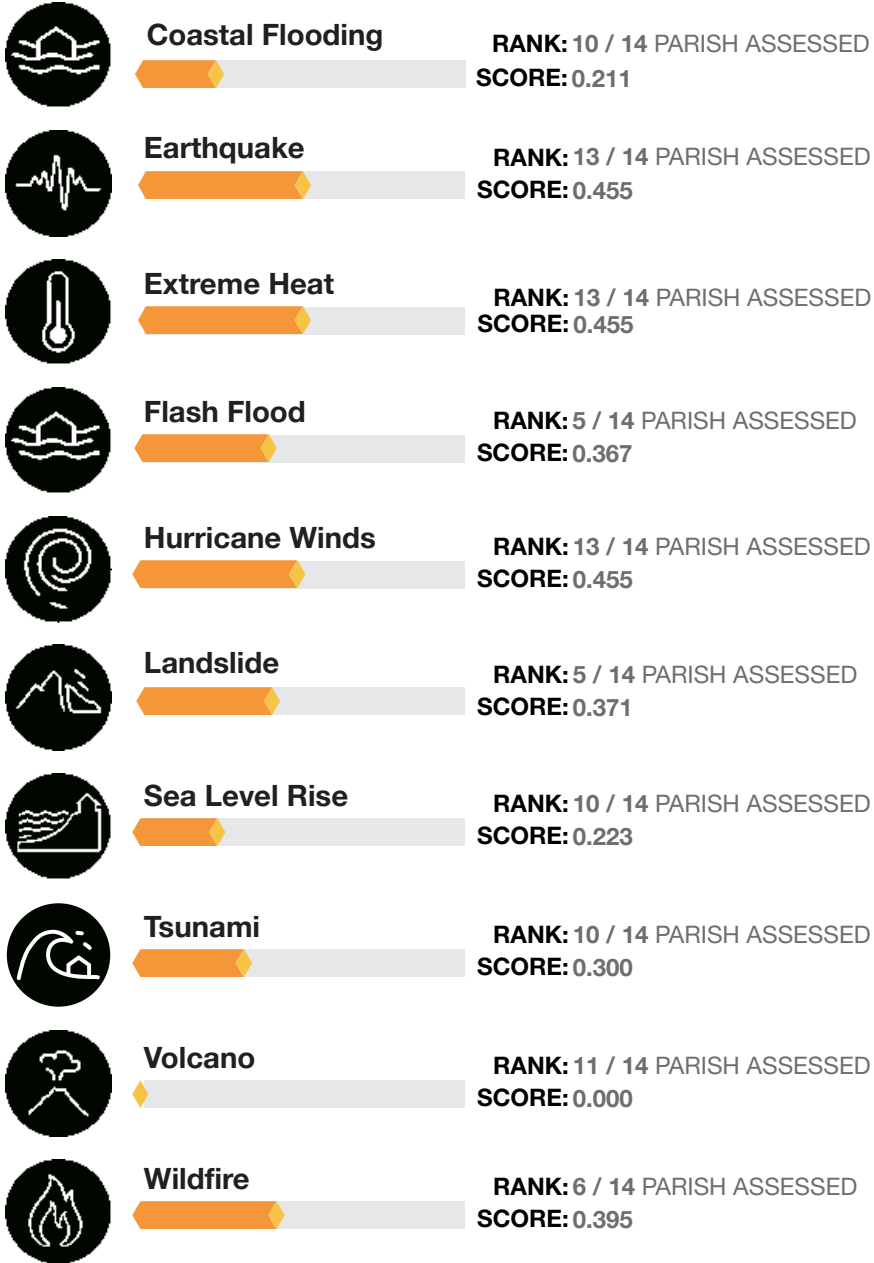 Coastal Flooding
RANK: 10 / 14 PARISH ASSESSED
SCORE: 0.211
Earthquake
RANK: 13 / 14 PARISH ASSESSED
SCORE: 0.455
Extreme Heat
RANK: 13 / 14 PARISH ASSESSED
SCORE: 0.455
Flash Flood
RANK: 5 / 14 PARISH ASSESSED
SCORE: 0.367
Hurricane Winds
RANK: 13 / 14 PARISH ASSESSED
SCORE: 0.455
Landslide
RANK: 5 / 14 PARISH ASSESSED
SCORE: 0.371
Sea Level Rise
RANK: 10 / 14 PARISH ASSESSED
SCORE: 0.223
Tsunami
RANK: 10 / 14 PARISH ASSESSED
SCORE: 0.300
Volcano
RANK: 11 / 14 PARISH ASSESSED
SCORE: 0.000
Wildfire
RANK: 6 / 14 PARISH ASSESSED
SCORE: 0.395